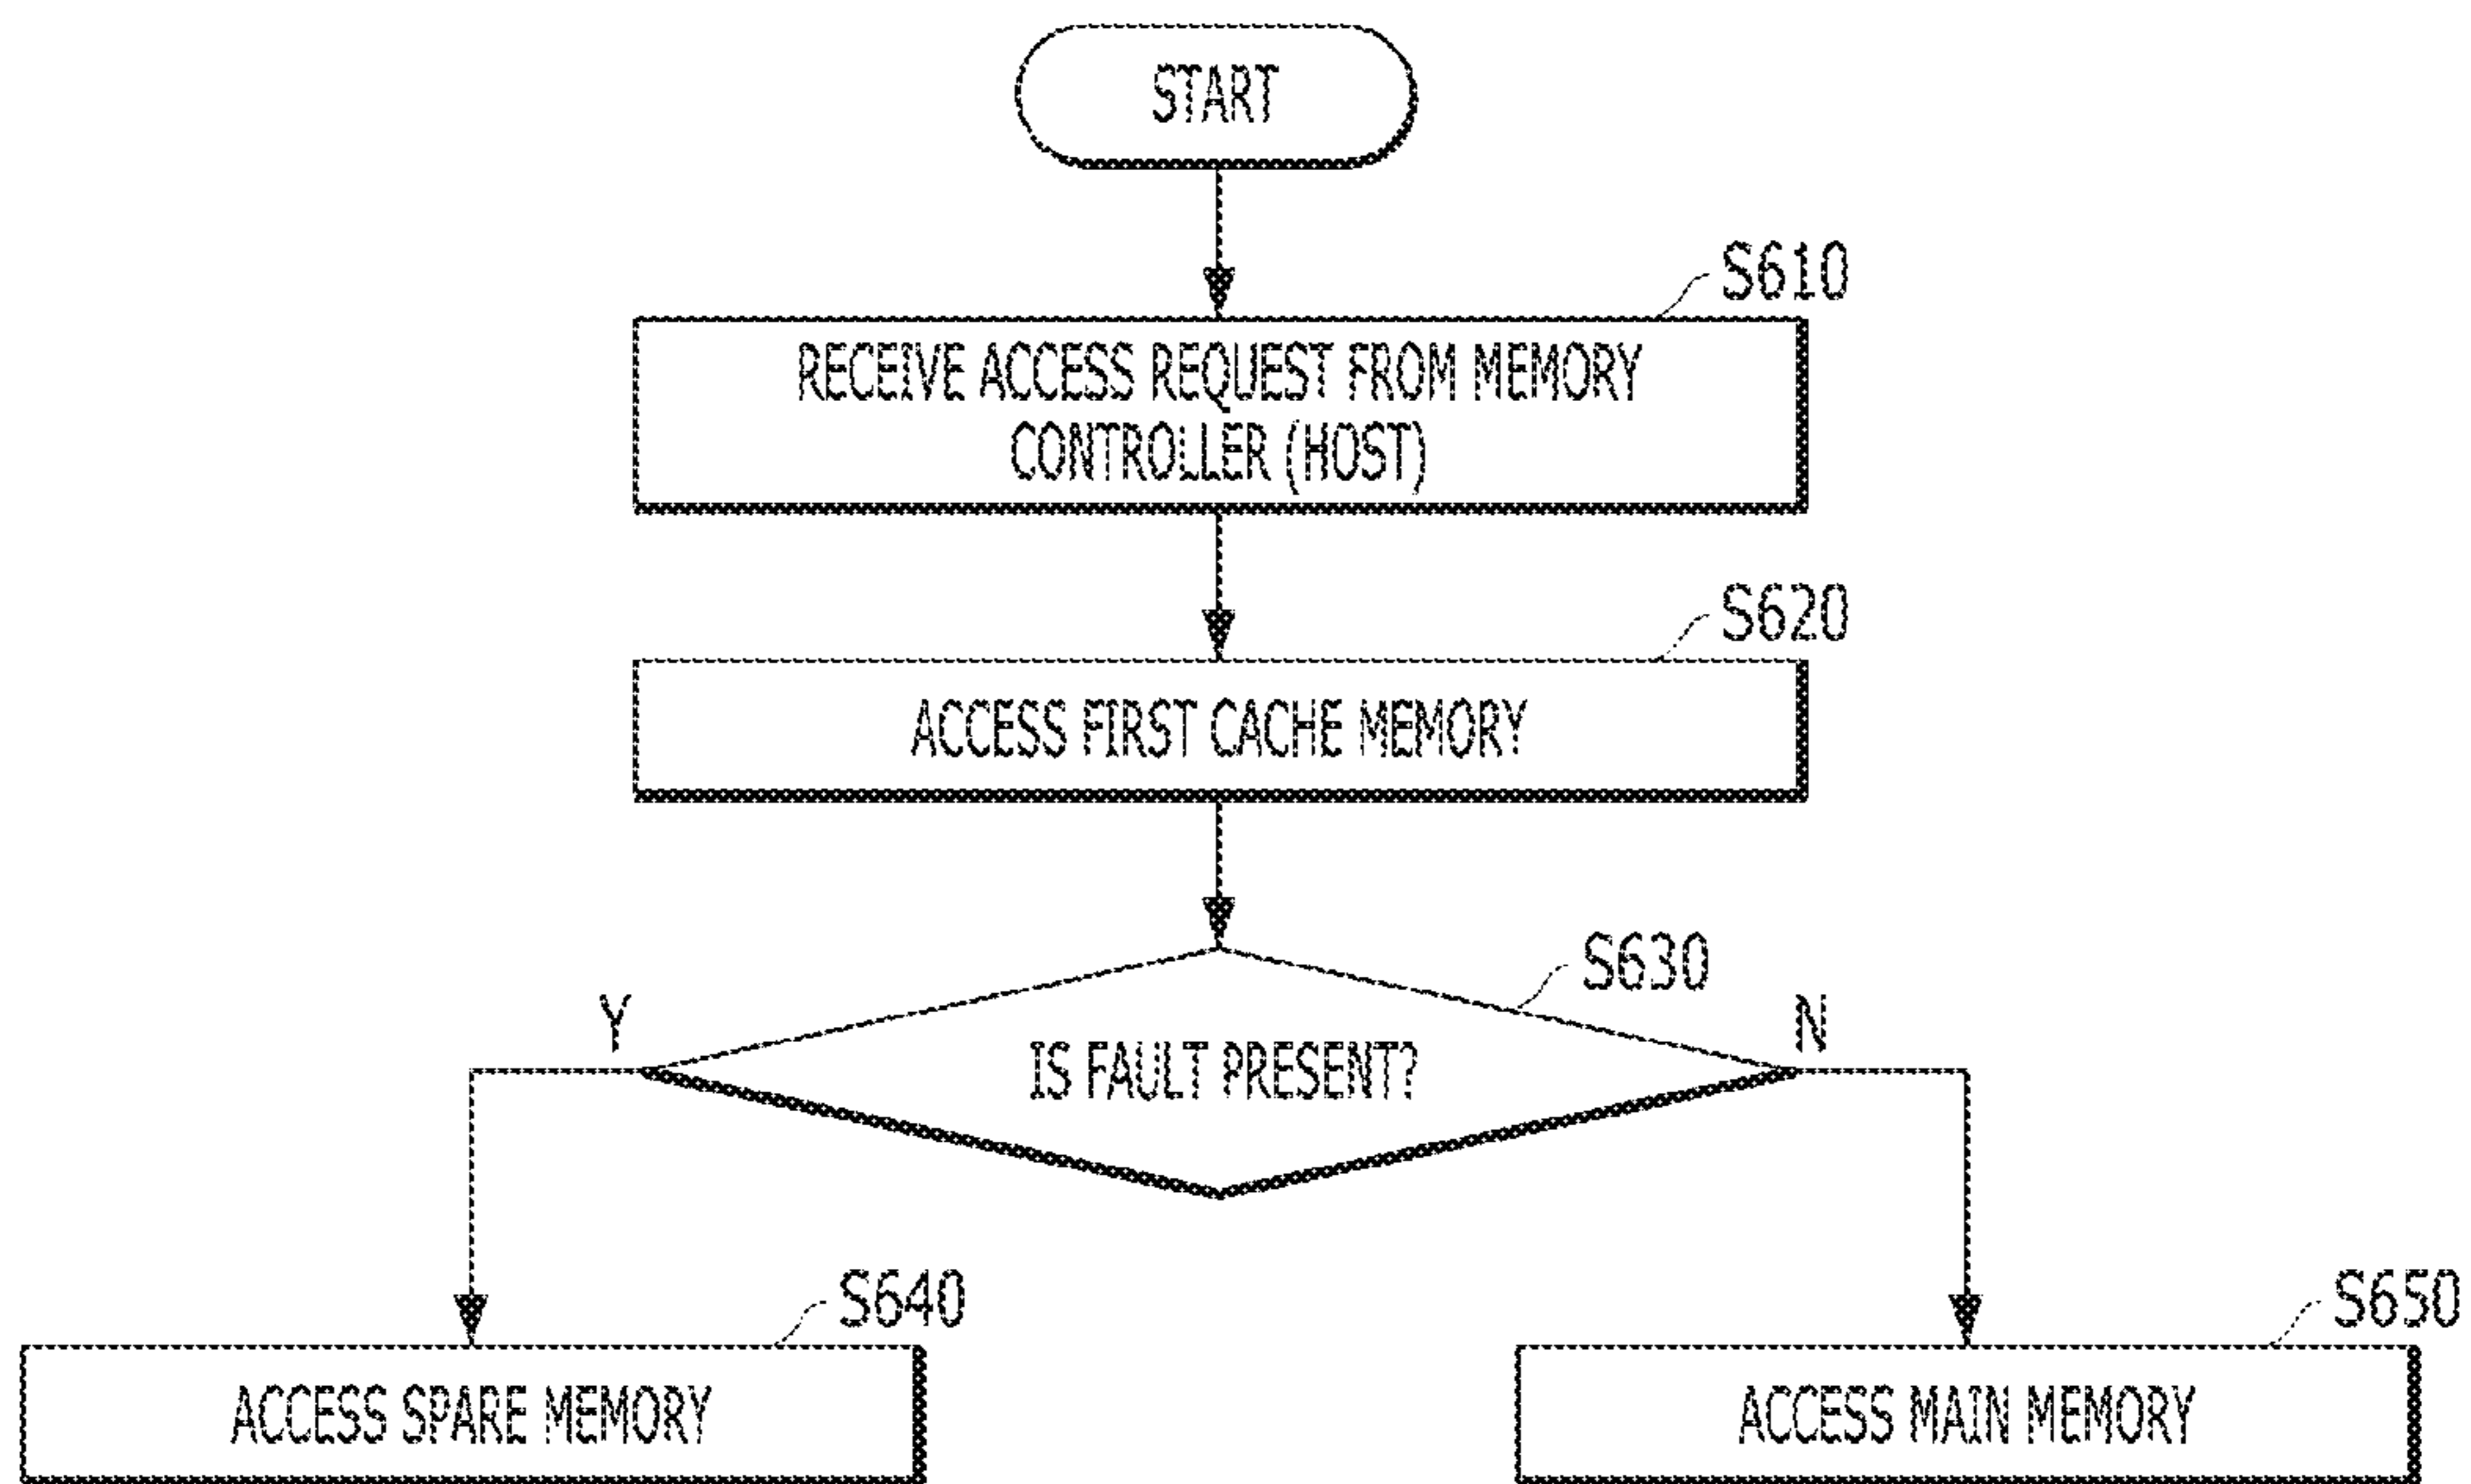 START
S610
RECEIVE ACCESS REQUEST FROM MEMORY
CONTROLLER (HOST)
S620
ACCESS FIRST CACHE MEMORY
S630
Y
N
IS FAULT PRESENT?
S640
S650
ACCESS SPARE MEMORY
ACCESS MAIN MEMORY